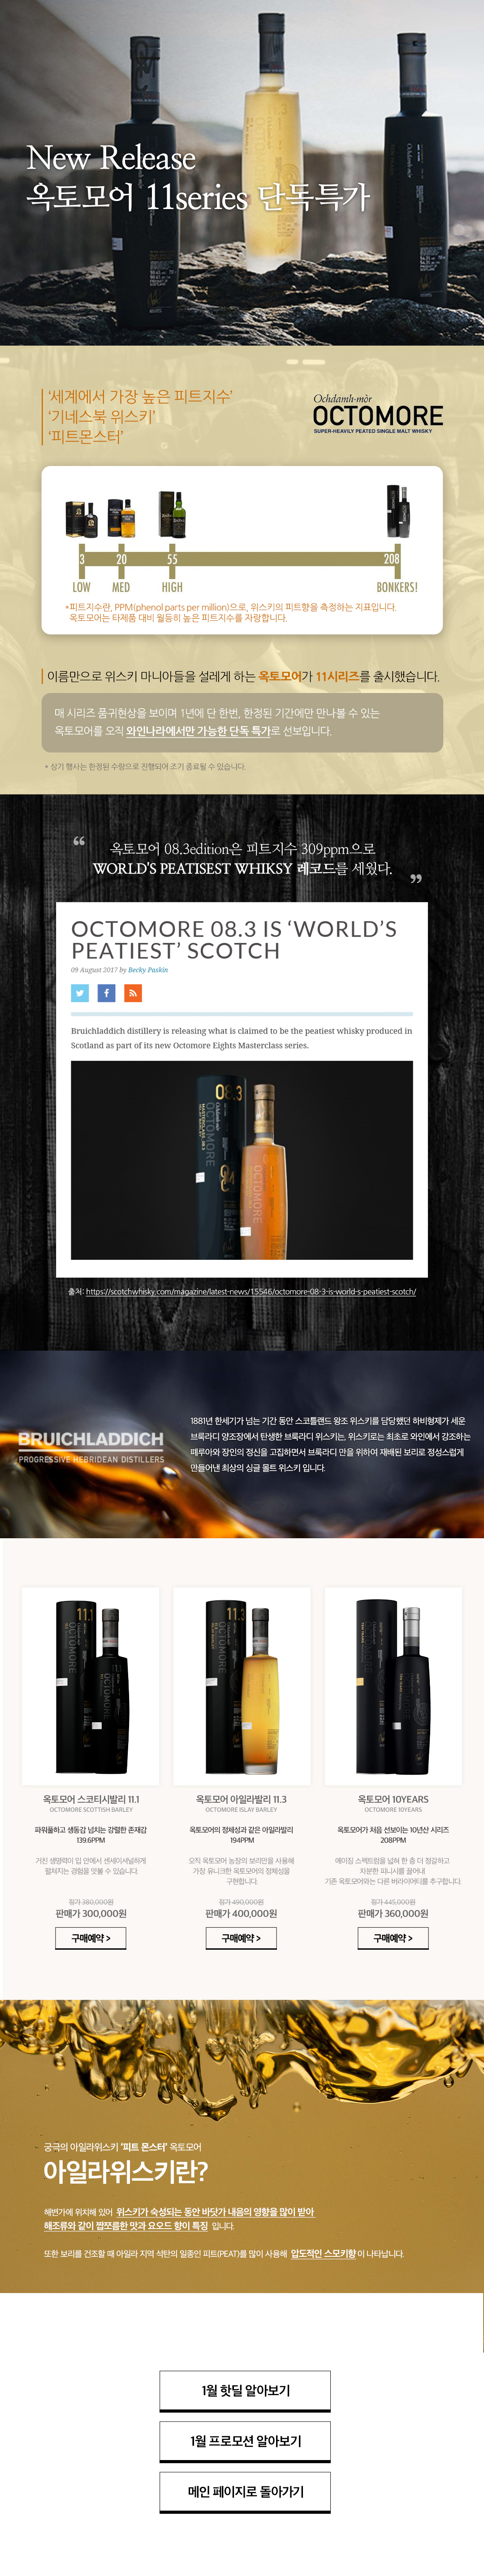 New Release
옥토모어 11series 단독특가
'세계에서 가장 높은 피트지수'
'기네스북 위스키'
'피트몬스터'
Ochdamh-mòr
OCTOMORE
SUPER-HEAVILY PEATED SINGLE MALT WHISKY
3 20 55 208
LOW MED HIGH BONKERS!
*피트지수란, PPM(phenol parts per million)으로, 위스키의 피트향을 측정하는 지표입니다.
옥토모어는 타제품 대비 월등히 높은 피트지수를 자랑합니다.
이름만으로 위스키 마니아들을 설레게 하는 옥토모어가 11시리즈를 출시했습니다.
매 시리즈 품귀현상을 보이며 1년에 단 한번, 한정된 기간에만 만나볼 수 있는
옥토모어를 오직 와인나라에서만 가능한 단독 특가로 선보입니다.
* 상기 행사는 한정된 수량으로 진행되어 조기 종료될 수 있습니다.
“ 옥토모어 08.3edition은 피트지수 309ppm으로
WORLD'S PEATISEST WHIKSY 레코드를 세웠다. ”
OCTOMORE 08.3 IS ‘WORLD’S
PEATIEST’ SCOTCH
09 August 2017 by Becky Paskin
Bruichladdich distillery is releasing what is claimed to be the peatiest whisky produced in
Scotland as part of its new Octomore Eights Masterclass series.
08.3
OCTOMORE
출처: https://scotchwhisky.com/magazine/latest-news/15546/octomore-08-3-is-world-s-peatiest-scotch/
BRUICHLADDICH
PROGRESSIVE HEBRIDEAN DISTILLERS
1881년 한세기가 넘는 기간 동안 스코틀랜드 왕조 위스키를 담당했던 하비형제가 세운
브룩라디 양조장에서 탄생한 브룩라디 위스키는, 위스키로는 최초로 와인에서 강조하는
떼루아와 장인의 정신을 고집하면서 브룩라디 만을 위하여 재배된 보리로 정성스럽게
만들어낸 최상의 싱글 몰트 위스키 입니다.
11.1
OCTOMORE
11.3
OCTOMORE
옥토모어 스코티시발리 11.1
OCTOMORE SCOTTISH BARLEY
파워풀하고 생동감 넘치는 강렬한 존재감
139.6PPM
거친 생명력이 입 안에서 센세이셔널하게
펼쳐지는 경험을 맛볼 수 있습니다.
정가 380,000원
판매가 300,000원
구매예약 >
옥토모어 아일라발리 11.3
OCTOMORE ISLAY BARLEY
옥토모어의 정체성과 같은 아일라발리
194PPM
오직 옥토모어 농장의 보리만을 사용해
가장 유니크한 옥토모어의 정체성을
구현합니다.
정가 490,000원
판매가 400,000원
구매예약 >
옥토모어 10YEARS
OCTOMORE 10YEARS
옥토모어가 처음 선보이는 10년산 시리즈
208PPM
에이징 스펙트럼을 넓혀 한 층 더 정갈하고
차분한 피니시를 끌어내
기존 옥토모어와는 다른 버라이어티를 추구합니다.
정가 445,000원
판매가 360,000원
구매예약 >
궁극의 아일라위스키 '피트 몬스터' 옥토모어
아일라위스키란?
해변가에 위치해 있어 위스키가 숙성되는 동안 바닷가 내음의 영향을 많이 받아
해조류와 같이 짭쪼름한 맛과 요오드 향이 특징 입니다.
또한 보리를 건조할 때 아일라 지역 석탄의 일종인 피트(PEAT)를 많이 사용해 압도적인 스모키향이 나타납니다.
1월 핫딜 알아보기
1월 프로모션 알아보기
메인 페이지로 돌아가기